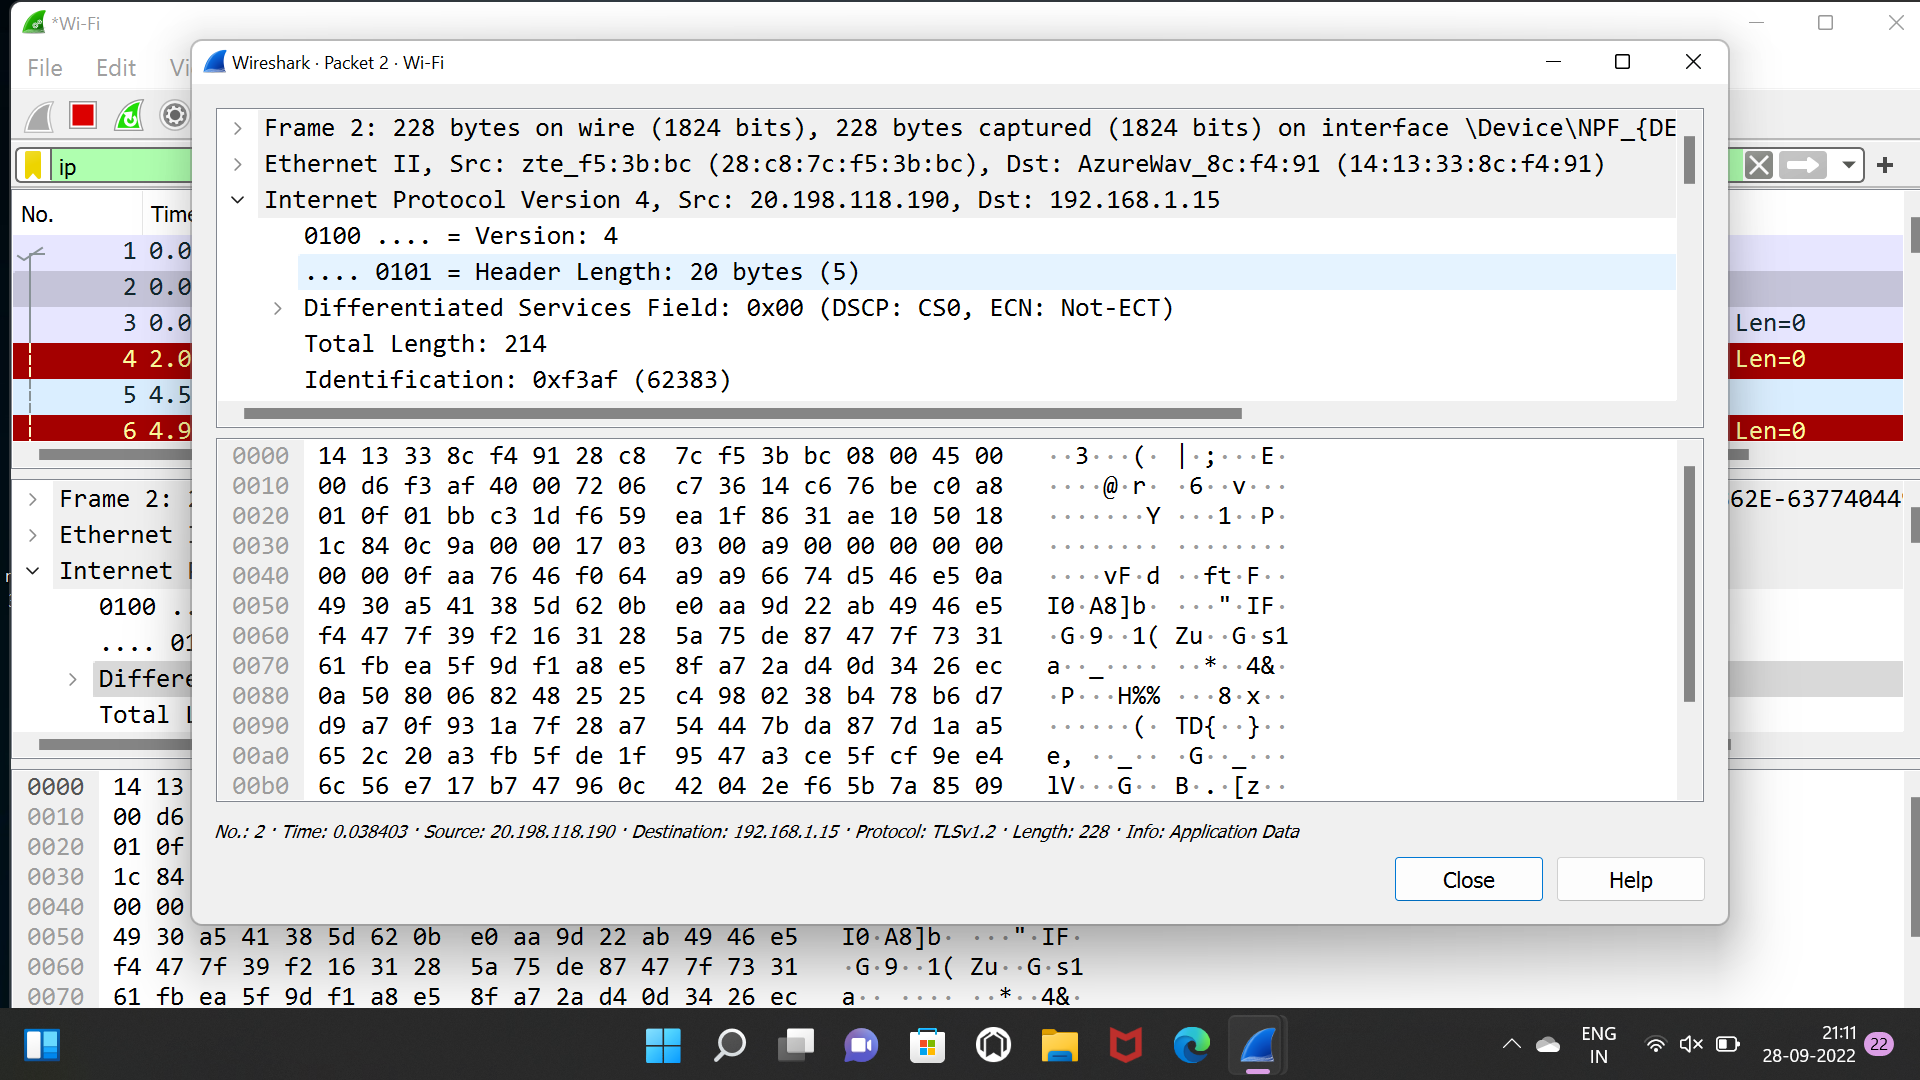 *Wi-Fi
File Edit Vi
ip
No. Time
1 0.0
2 0.0
3 0.0 Len=0
4 2.0 Len=0
5 4.5
6 4.9 Len=0
Wireshark · Packet 2 · Wi-Fi
Frame 2: 228 bytes on wire (1824 bits), 228 bytes captured (1824 bits) on interface \Device\NPF_{DE
Ethernet II, Src: zte_f5:3b:bc (28:c8:7c:f5:3b:bc), Dst: AzureWav_8c:f4:91 (14:13:33:8c:f4:91)
Internet Protocol Version 4, Src: 20.198.118.190, Dst: 192.168.1.15
0100 .... = Version: 4
.... 0101 = Header Length: 20 bytes (5)
Differentiated Services Field: 0x00 (DSCP: CS0, ECN: Not-ECT)
Total Length: 214
Identification: 0xf3af (62383)
0000 14 13 33 8c f4 91 28 c8 7c f5 3b bc 08 00 45 00 ··3···(· |·;···E·
0010 00 d6 f3 af 40 00 72 06 c7 36 14 c6 76 be c0 a8 ····@·r· ·6··v···
0020 01 0f 01 bb c3 1d f6 59 ea 1f 86 31 ae 10 50 18 ·······Y ···1··P·
0030 1c 84 0c 9a 00 00 17 03 03 00 a9 00 00 00 00 00 ········ ········
0040 00 00 0f aa 76 46 f0 64 a9 a9 66 74 d5 46 e5 0a ····vF·d ··ft·F··
0050 49 30 a5 41 38 5d 62 0b e0 aa 9d 22 ab 49 46 e5 I0·A8]b· ···"·IF·
0060 f4 47 7f 39 f2 16 31 28 5a 75 de 87 47 7f 73 31 ·G·9··1( Zu··G·s1
0070 61 fb ea 5f 9d f1 a8 e5 8f a7 2a d4 0d 34 26 ec a··_···· ··*··4&·
0080 0a 50 80 06 82 48 25 25 c4 98 02 38 b4 78 b6 d7 ·P···H%% ···8·x··
0090 d9 a7 0f 93 1a 7f 28 a7 54 44 7b da 87 7d 1a a5 ······(· TD{··}··
00a0 65 2c 20 a3 fb 5f de 1f 95 47 a3 ce 5f cf 9e e4 e, ··_·· ·G··_···
00b0 6c 56 e7 17 b7 47 96 0c 42 04 2e f6 5b 7a 85 09 lV···G·· B·.·[z··
No.: 2 · Time: 0.038403 · Source: 20.198.118.190 · Destination: 192.168.1.15 · Protocol: TLSv1.2 · Length: 228 · Info: Application Data
Close Help
Frame 2: 62E-63774044
Ethernet
Internet
0100 ..
.... 01
Differe
Total L
0000 14 13
0010 00 d6
0020 01 0f
0030 1c 84
0040 00 00
0050 49 30 a5 41 38 5d 62 0b e0 aa 9d 22 ab 49 46 e5 I0·A8]b· ···"·IF·
0060 f4 47 7f 39 f2 16 31 28 5a 75 de 87 47 7f 73 31 ·G·9··1( Zu··G·s1
0070 61 fb ea 5f 9d f1 a8 e5 8f a7 2a d4 0d 34 26 ec a·· ···· ··*··4&·
ENG
IN
21:11
28-09-2022
22